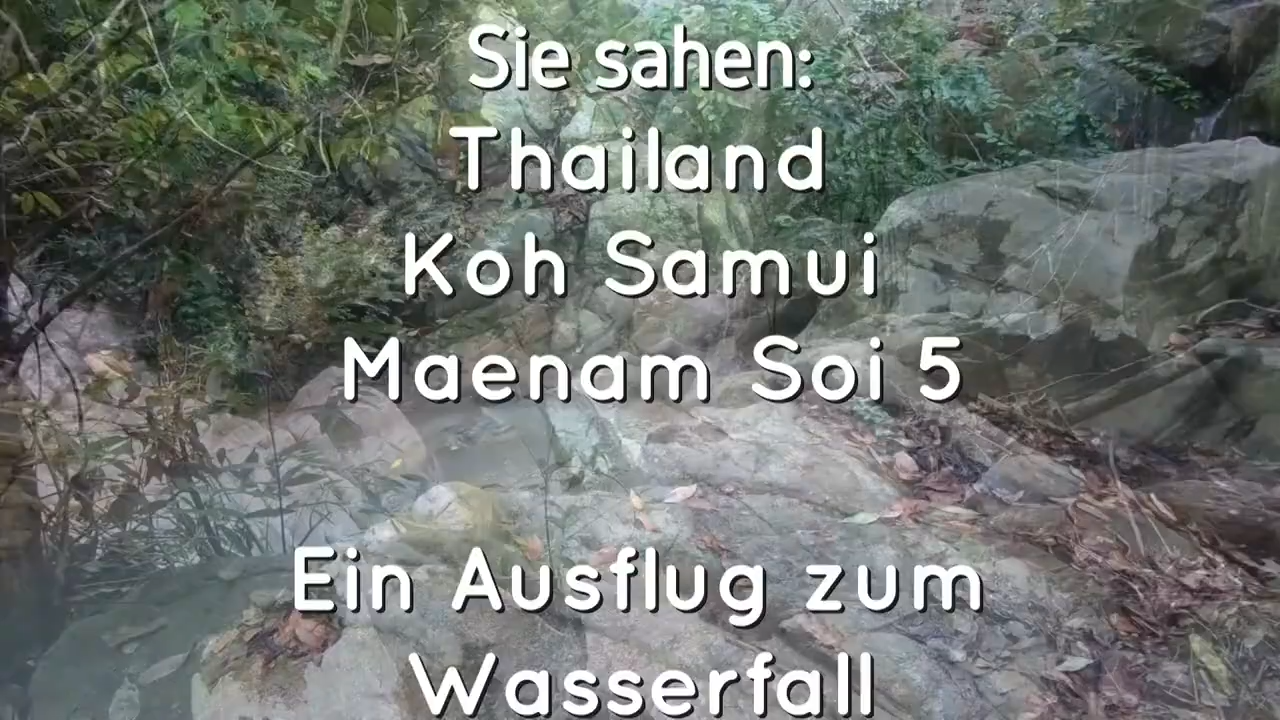 Sie sahen:
Thailand
Koh Samui
Maenam Soi 5
Ein Ausflug zum
Wasserfall